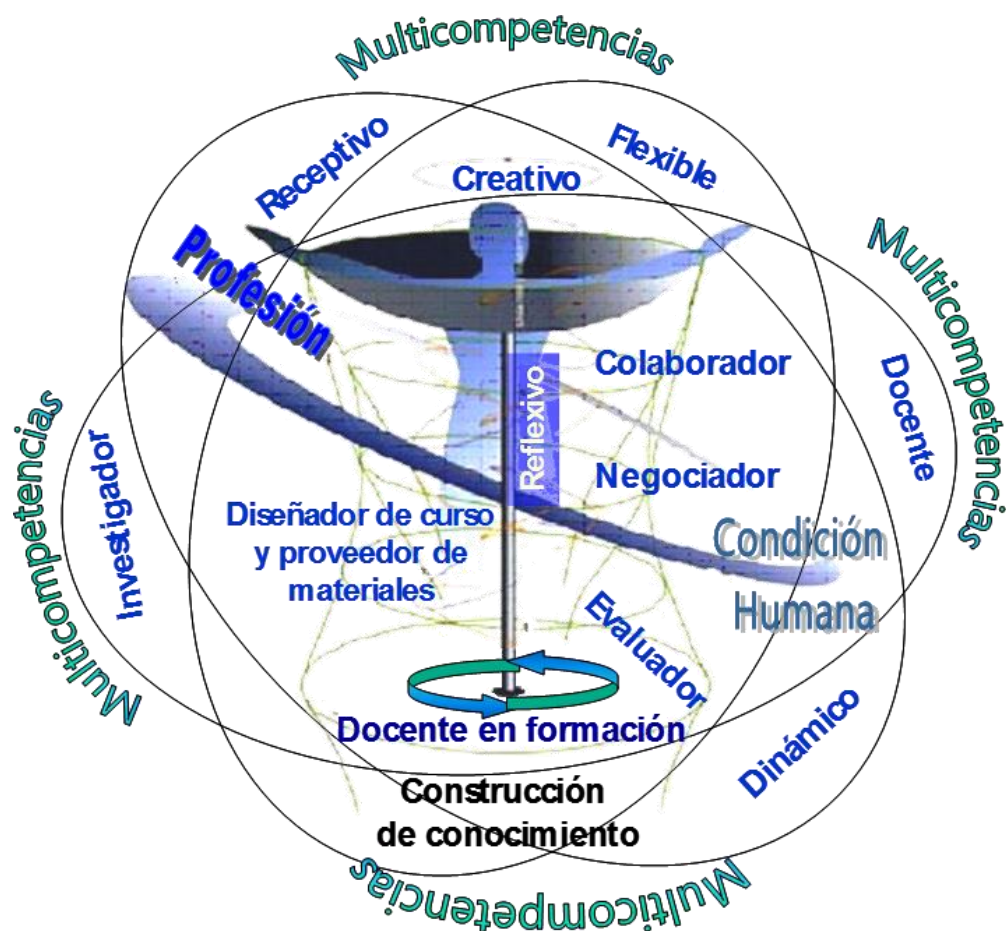 Multicompetencias
Receptivo
Flexible
Creativo
Multicompetencias
Profesión
Colaborador
Docente
Reflexivo
Multicompetencias
Investigador
Negociador
Diseñador de curso
y proveedor de
materiales
Condición
Humana
Evaluador
Dinámico
Docente en formación
Construcción
de conocimiento
Multicompetencias